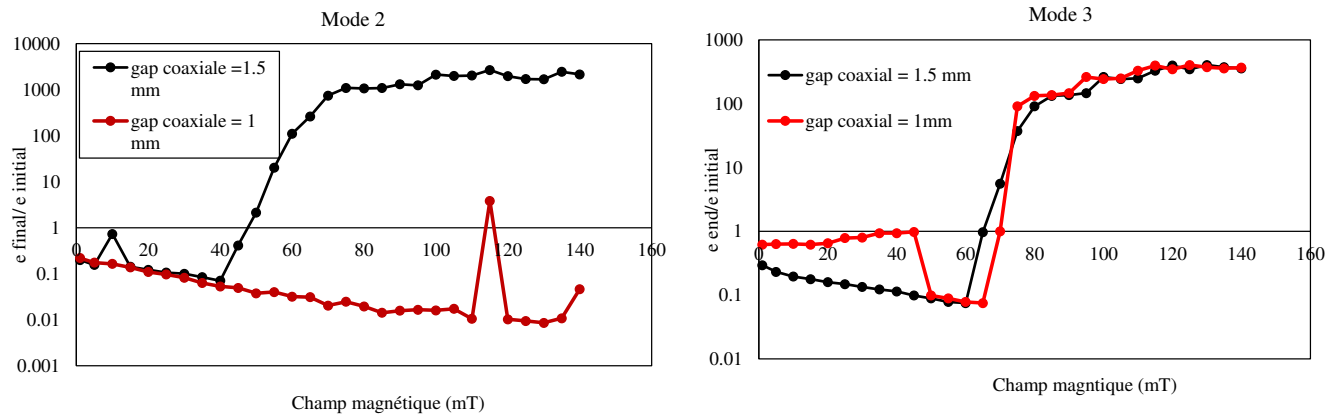 Mode 2
10000
1000
100
10
1
0.1
0.01
0.001
0
20
40
60
80
100
120
140
160
e final/ e initial
Champ magnétique (mT)
gap coaxiale =1.5
mm
gap coaxiale = 1
mm
Mode 3
1000
100
10
1
0.1
0.01
0
20
40
60
80
100
120
140
160
e end/e initial
Champ magntique (mT)
gap coaxial = 1.5 mm
gap coaxial = 1mm